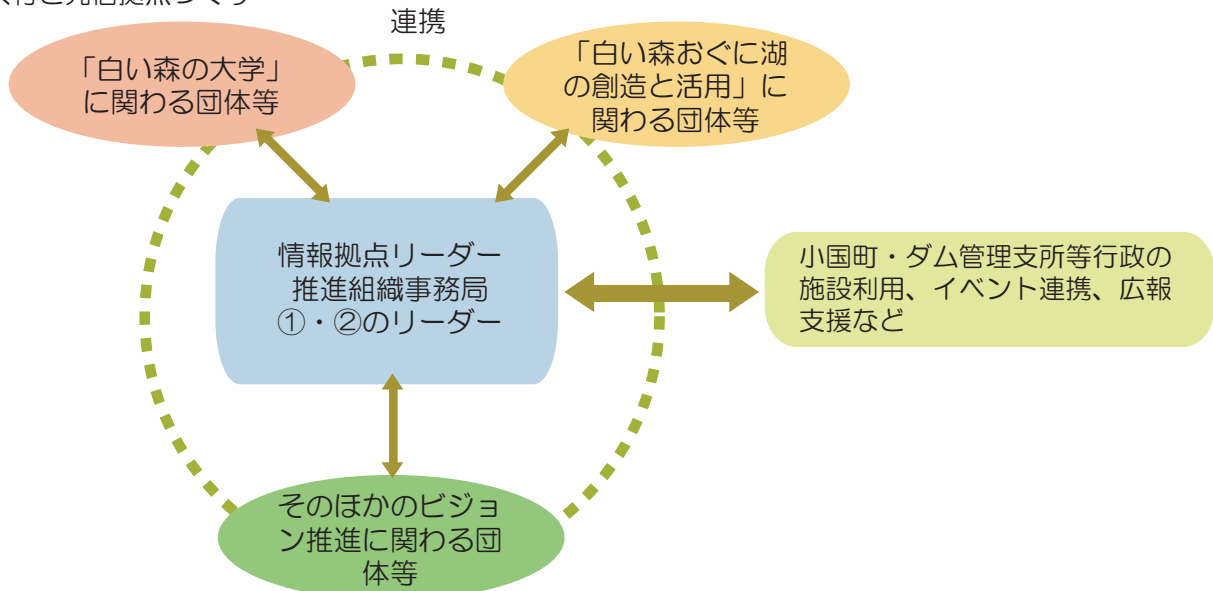 連携
「白い森の大学」
に関わる団体等
「白い森おぐに湖
の創造と活用」に
関わる団体等
情報拠点リーダー
推進組織事務局
①・②のリーダー
小国町・ダム管理支所等行政の
施設利用、イベント連携、広報
支援など
そのほかのビジョ
ン推進に関わる団
体等